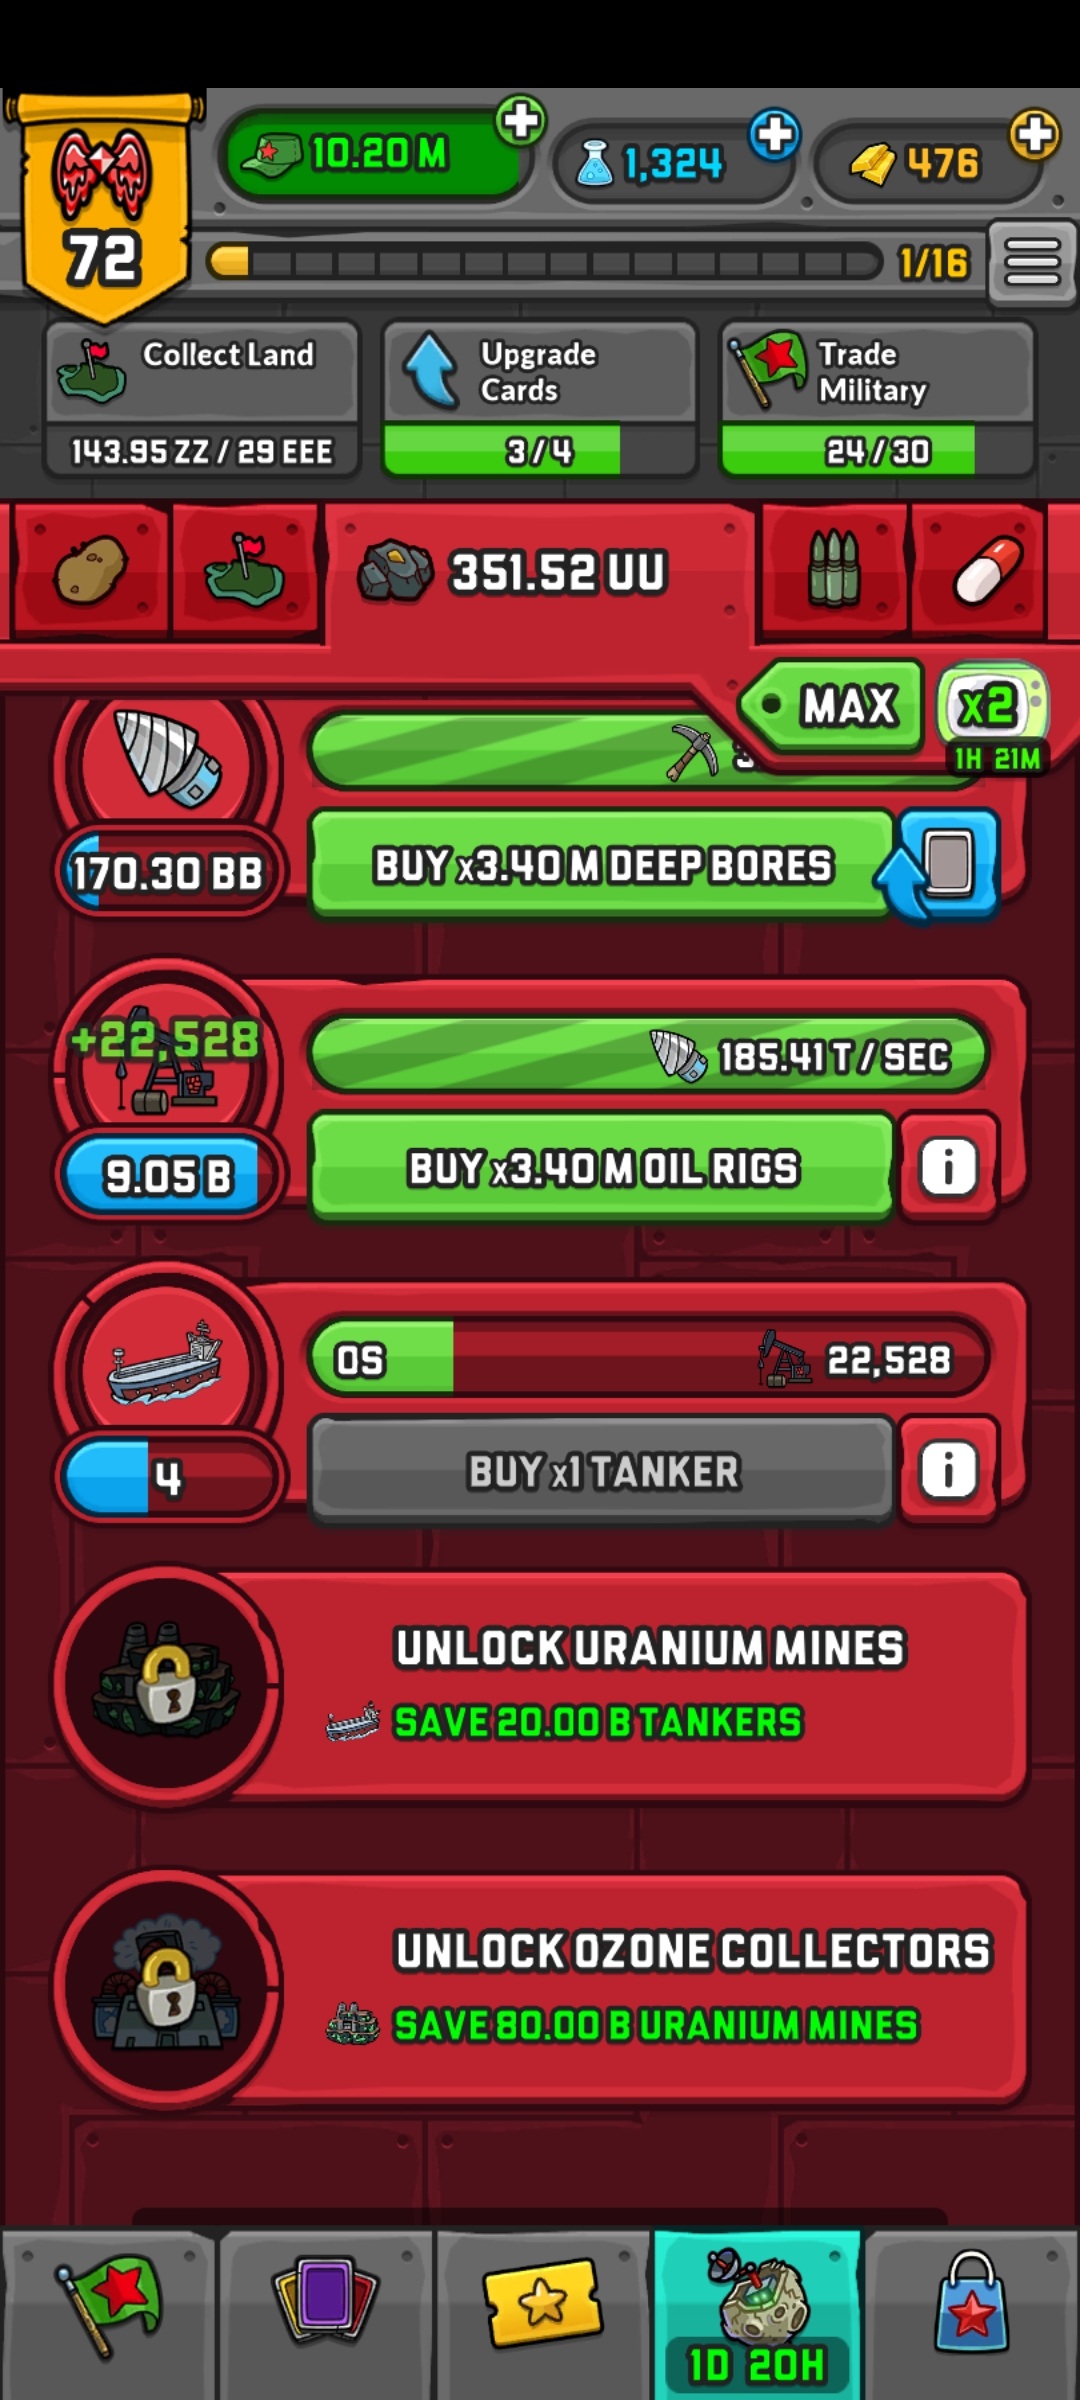 10.20 M
1,324
476
72
1/16
Collect Land
143.95 ZZ / 29 EEE
Upgrade
Cards
3/4
Trade
Military
24/30
351.52 UU
MAX
x2
1H 21M
170.30 BB
BUY x3.40 M DEEP BORES
+22,528
185.41 T / SEC
9.05 B
BUY x3.40 M OIL RIGS
0S
22,528
4
BUY x1 TANKER
UNLOCK URANIUM MINES
SAVE 20.00 B TANKERS
UNLOCK OZONE COLLECTORS
SAVE 80.00 B URANIUM MINES
1D 20H